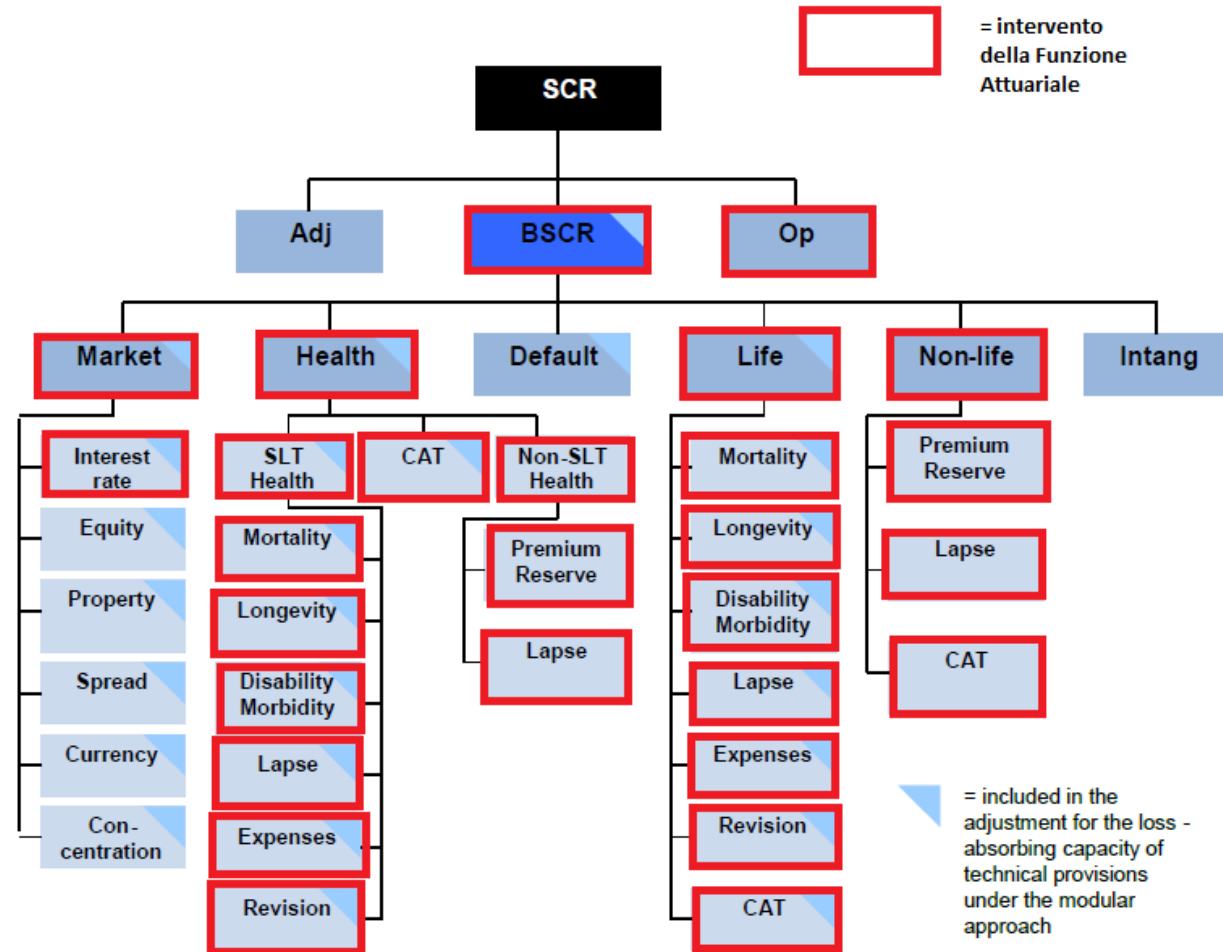 = intervento
della Funzione
Attuariale
SCR
Adj
BSCR
Op
Market
Health
Default
Life
Non-life
Intang
Interest
rate
Equity
Property
Spread
Currency
Con-
centration
SLT
Health
CAT
Non-SLT
Health
Mortality
Longevity
Disability
Morbidity
Lapse
Expenses
Revision
Premium
Reserve
Lapse
Mortality
Longevity
Disability
Morbidity
Lapse
Expenses
Revision
CAT
Premium
Reserve
Lapse
CAT
= included in the
adjustment for the loss -
absorbing capacity of
technical provisions
under the modular
approach